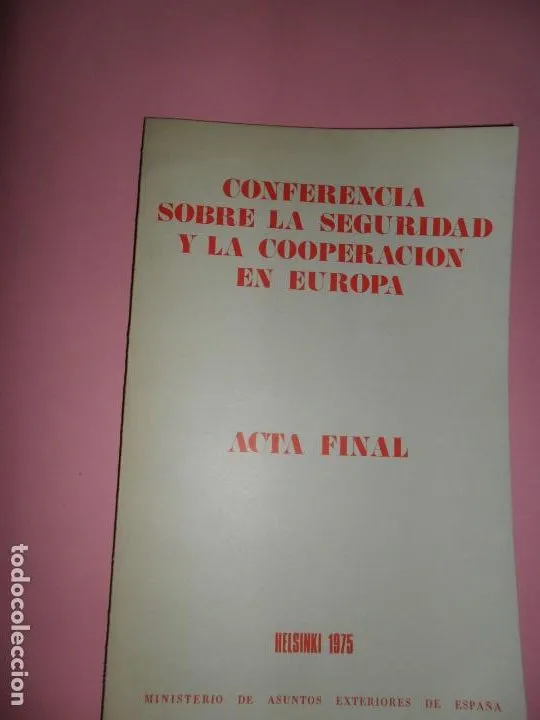 CONFERENCIA
SOBRE LA SEGURIDAD
Y LA COOPERACION
EN EUROPA
ACTA FINAL
HELSINKI 1975
MINISTERIO DE ASUNTOS EXTERIORES DE ESPAÑA
todocoleccion